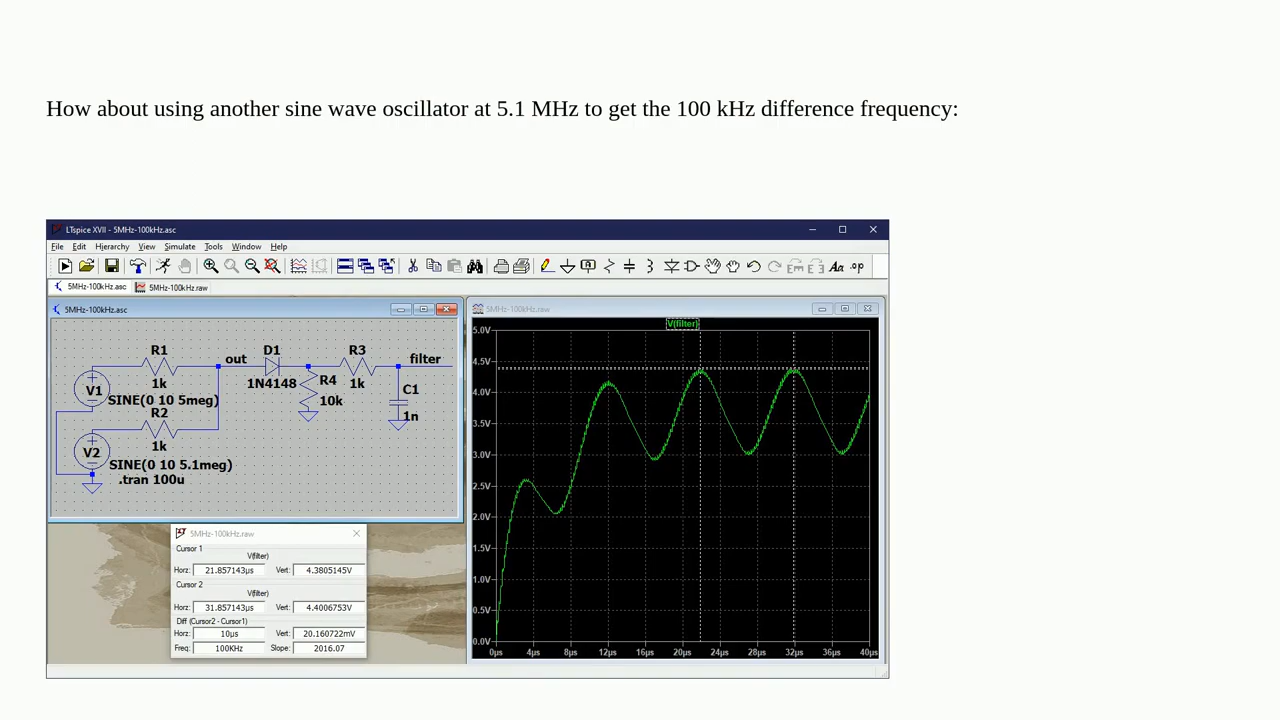 How about using another sine wave oscillator at 5.1 MHz to get the 100 kHz difference frequency:
LTspice XVII - 5MHz-100kHz.asc
File Edit Hierarchy View Simulate Tools Window Help
.op
5MHz-100kHz.asc 5MHz-100kHz.raw
5MHz-100kHz.asc
R1 out D1 R3 filter
V1 1k 1N4148 R4 1k C1
SINE(0 10 5meg) 10k 1n
R2
1k
V2
SINE(0 10 5.1meg)
.tran 100u
5MHz-100kHz.raw
V(filter)
5.0V
4.5V
4.0V
3.5V
3.0V
2.5V
2.0V
1.5V
1.0V
0.5V
0.0V
0µs 4µs 8µs 12µs 16µs 20µs 24µs 28µs 32µs 36µs 40µs
5MHz-100kHz.raw
Cursor 1
V(filter)
Horz: 21.857143µs Vert: 4.3805145V
Cursor 2
V(filter)
Horz: 31.857143µs Vert: 4.4006753V
Diff (Cursor2 - Cursor1)
Horz: 10µs Vert: 20.160722mV
Freq: 100KHz Slope: 2016.07